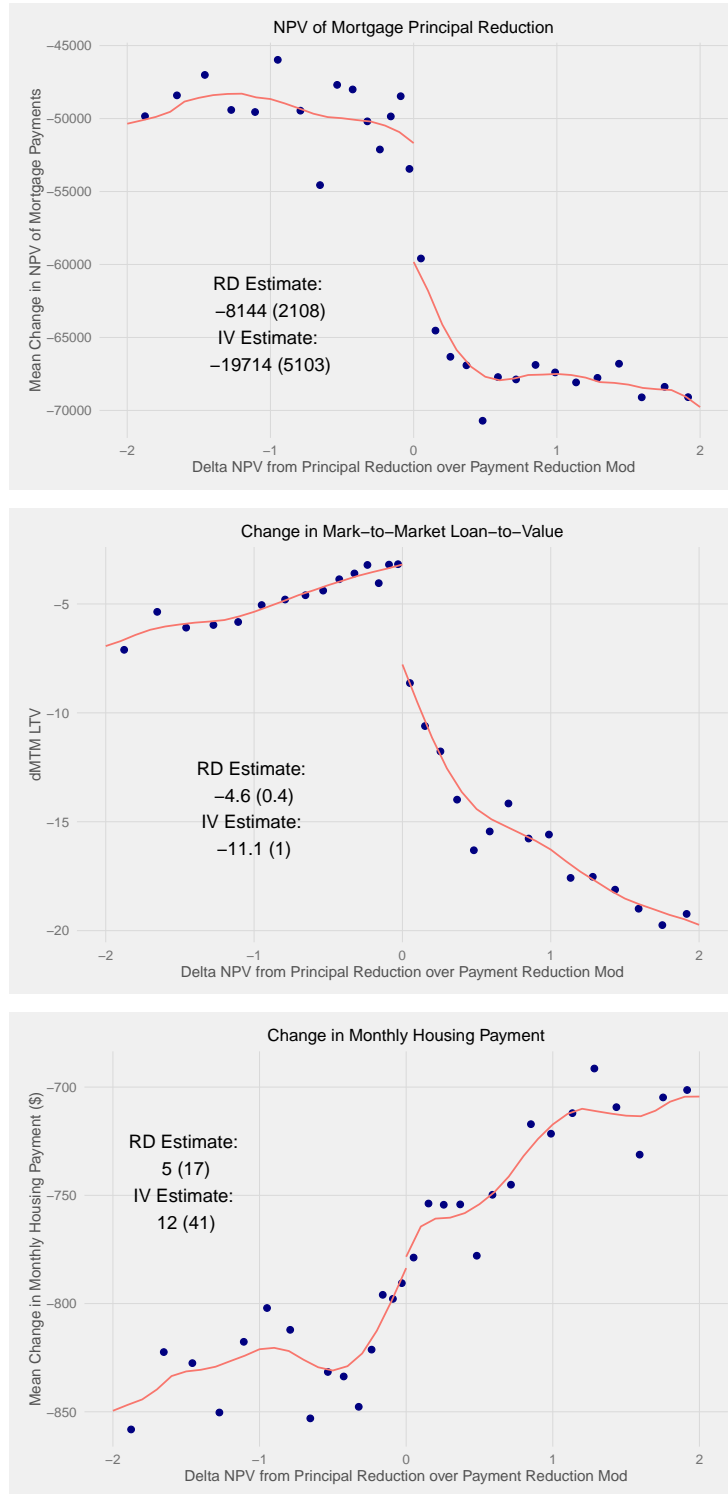 NPV of Mortgage Principal Reduction
Mean Change in NPV of Mortgage Payments
−45000
−50000
−55000
−60000
−65000
−70000
RD Estimate:
−8144 (2108)
IV Estimate:
−19714 (5103)
−2 −1 0 1 2
Delta NPV from Principal Reduction over Payment Reduction Mod
Change in Mark−to−Market Loan−to−Value
dMTM LTV
−5
−10
−15
−20
RD Estimate:
−4.6 (0.4)
IV Estimate:
−11.1 (1)
−2 −1 0 1 2
Delta NPV from Principal Reduction over Payment Reduction Mod
Change in Monthly Housing Payment
Mean Change in Monthly Housing Payment ($)
−700
−750
−800
−850
RD Estimate:
5 (17)
IV Estimate:
12 (41)
−2 −1 0 1 2
Delta NPV from Principal Reduction over Payment Reduction Mod